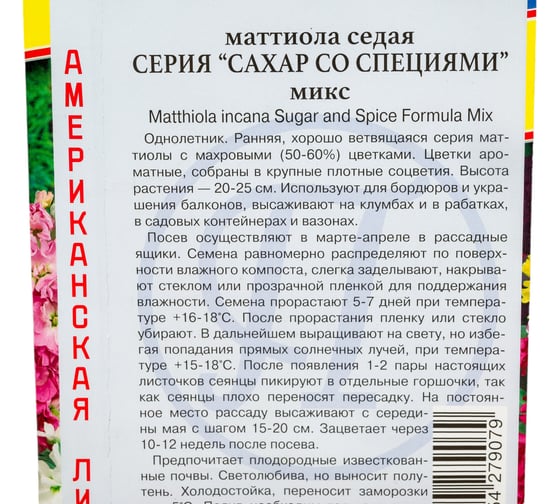 маттиола седая
СЕРИЯ “САХАР СО СПЕЦИЯМИ”
микс
Matthiola incana Sugar and Spice Formula Mix
Однолетник. Ранняя, хорошо ветвящаяся серия мат-
тиолы с махровыми (50-60%) цветками. Цветки аро-
матные, собраны в крупные плотные соцветия. Высота
растения — 20-25 см. Используют для бордюров и укра-
шения балконов, высаживают на клумбах и в рабатках,
в садовых контейнерах и вазонах.
Посев осуществляют в марте-апреле в рассадные
ящики. Семена равномерно распределяют по поверх-
ности влажного компоста, слегка заделывают, накрыва-
ют стеклом или прозрачной пленкой для поддержания
влажности. Семена прорастают 5-7 дней при темпера-
туре +16-18°С. После прорастания пленку или стекло
убирают. В дальнейшем выращивают на свету, но избе-
гая попадания прямых солнечных лучей, при темпера-
туре +15-18°С. После появления 1-2 пары настоящих
листочков сеянцы пикируют в отдельные горшочки, так
как сеянцы плохо переносят пересадку. На постоян-
ное место рассаду высаживают с середи-
ны мая с шагом 15-20 см. Зацветает через
10-12 недель после посева.
Предпочитает плодородные известкован-
ные почвы. Светолюбива, но выносит полу-
тень. Холодостойка, переносит заморозки
АМЕРИКАНСКАЯ ЛИ
4 279079